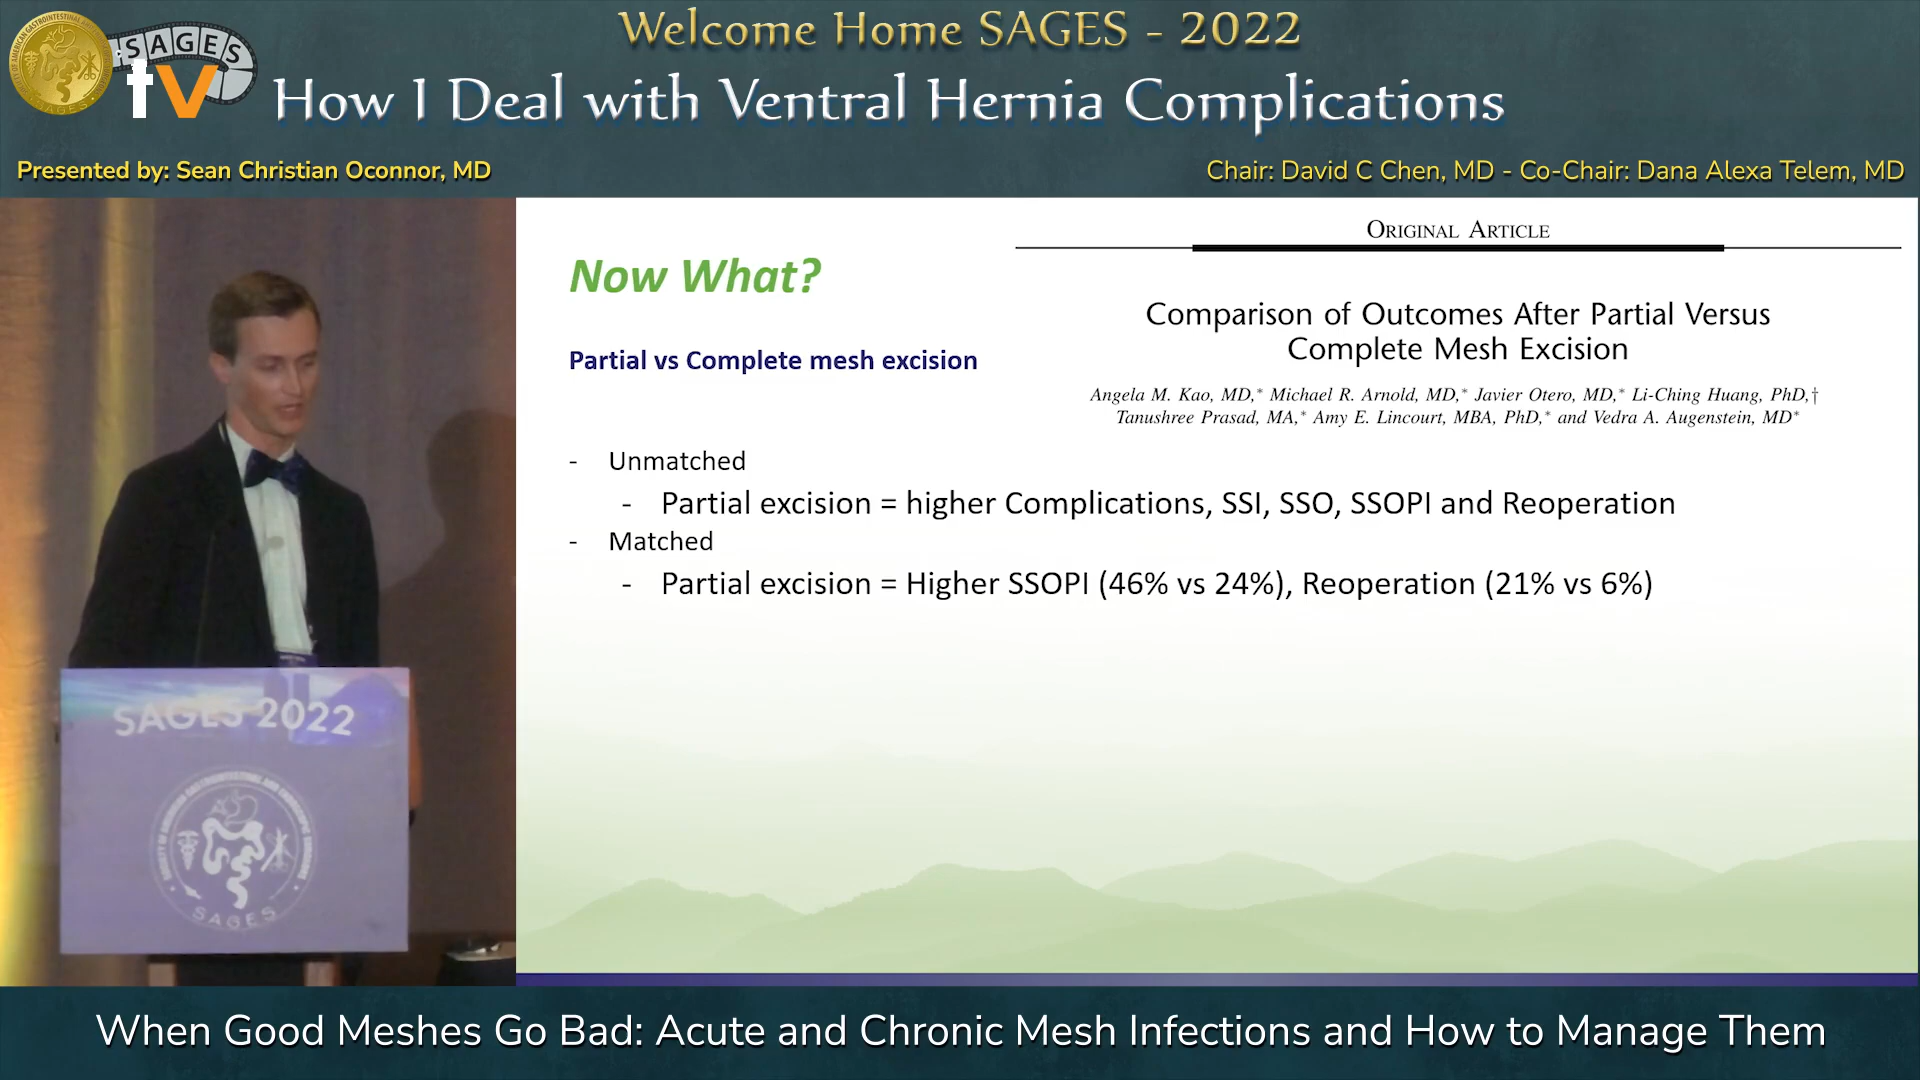 Welcome Home SAGES - 2022
SAGES
tv
How I Deal with Ventral Hernia Complications
Presented by: Sean Christian Oconnor, MD
Chair: David C Chen, MD - Co-Chair: Dana Alexa Telem, MD
ORIGINAL ARTICLE
Now What?
Comparison of Outcomes After Partial Versus
Complete Mesh Excision
Partial vs Complete mesh excision
Angela M. Kao, MD,* Michael R. Arnold, MD,* Javier Otero, MD,* Li-Ching Huang, PhD,†
Tanushree Prasad, MA,* Amy E. Lincourt, MBA, PhD,* and Vedra A. Augenstein, MD*
- Unmatched
- Partial excision = higher Complications, SSI, SSO, SSOPI and Reoperation
- Matched
- Partial excision = Higher SSOPI (46% vs 24%), Reoperation (21% vs 6%)
SAGES 2022
SAGES
When Good Meshes Go Bad: Acute and Chronic Mesh Infections and How to Manage Them